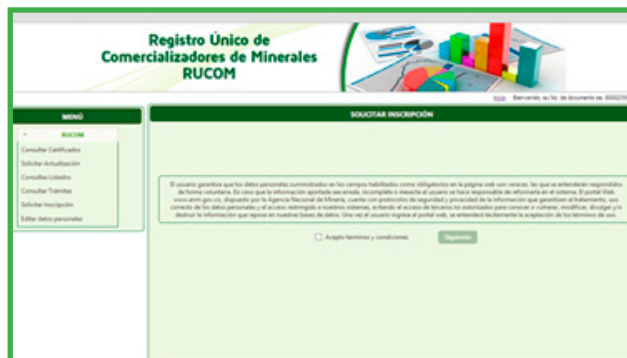 Registro Único de
Comercializadores de Minerales
RUCOM
Inicio Bienvenido, su No. de documento es:
MENÚ
RUCOM
Consultar Certificados
Solicitar Actualización
Consultas Listados
Consultar Trámites
Solicitar Inscripción
Editar datos personales
SOLICITAR INSCRIPCIÓN
El usuario garantiza que los datos personales suministrados en los campos habilitados como obligatorios en la página web son veraces, las que se entenderán respondidos
de forma voluntaria. En caso que la información aportada sea errada, incompleta o inexacta el usuario se hace responsable de reformarla en el sistema. El portal Web
www.anm.gov.co, dispuesto por la Agencia Nacional de Minería, cuenta con protocolos de seguridad y privacidad de la información que garantizan el tratamiento, uso
correcto de los datos personales y el acceso restringido a nuestros sistemas, evitando el acceso de terceros no autorizados para conocer o vulnerar, modificar, divulgar y/o
destruir la información que reposa en nuestras bases de datos. Una vez el usuario ingrese al portal web, se entenderá tácitamente la aceptación de los términos de uso.
Acepto terminos y condiciones
Siguiente